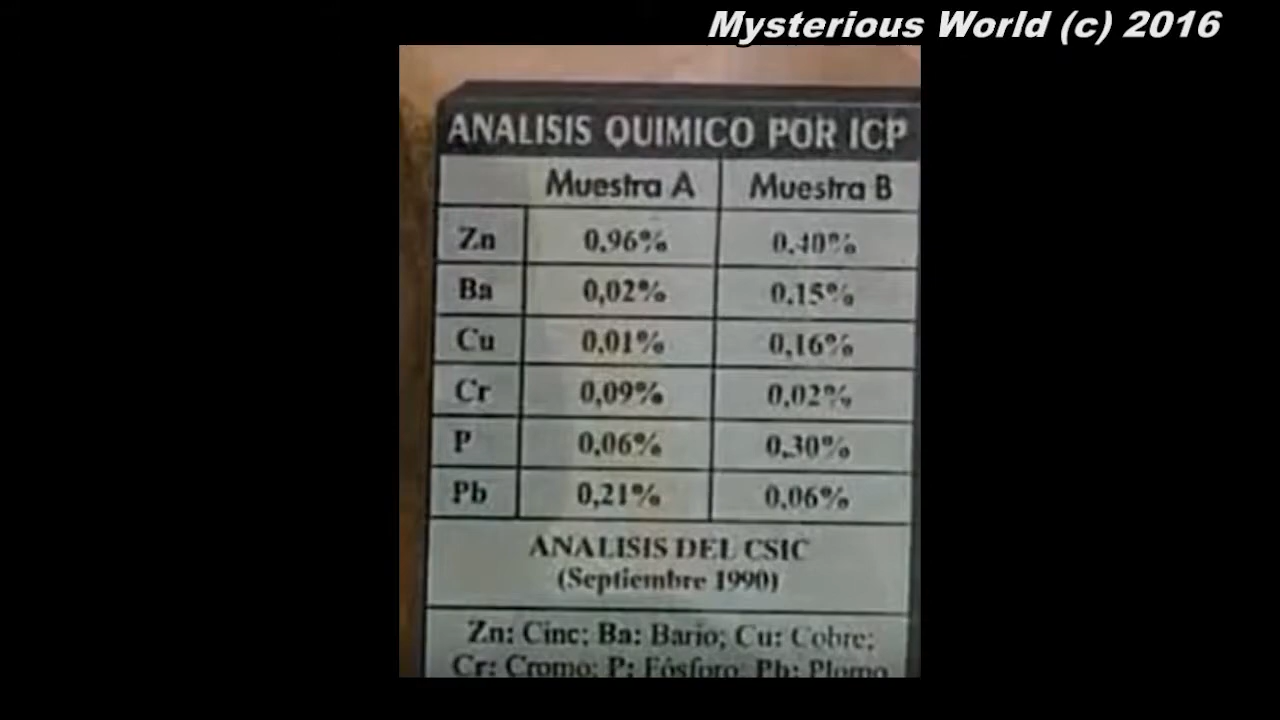 Mysterious World (c) 2016
ANALISIS QUIMICO POR ICP
Muestra A Muestra B
Zn 0,96% 0,40%
Ba 0,02% 0,15%
Cu 0,01% 0,16%
Cr 0,09% 0,02%
P 0,06% 0,30%
Pb 0,21% 0,06%
ANALISIS DEL CSIC
(Septiembre 1990)
Zn: Cinc; Ba: Bario; Cu: Cobre;
Cr: Cromo; P: Fósforo; Pb: Plomo